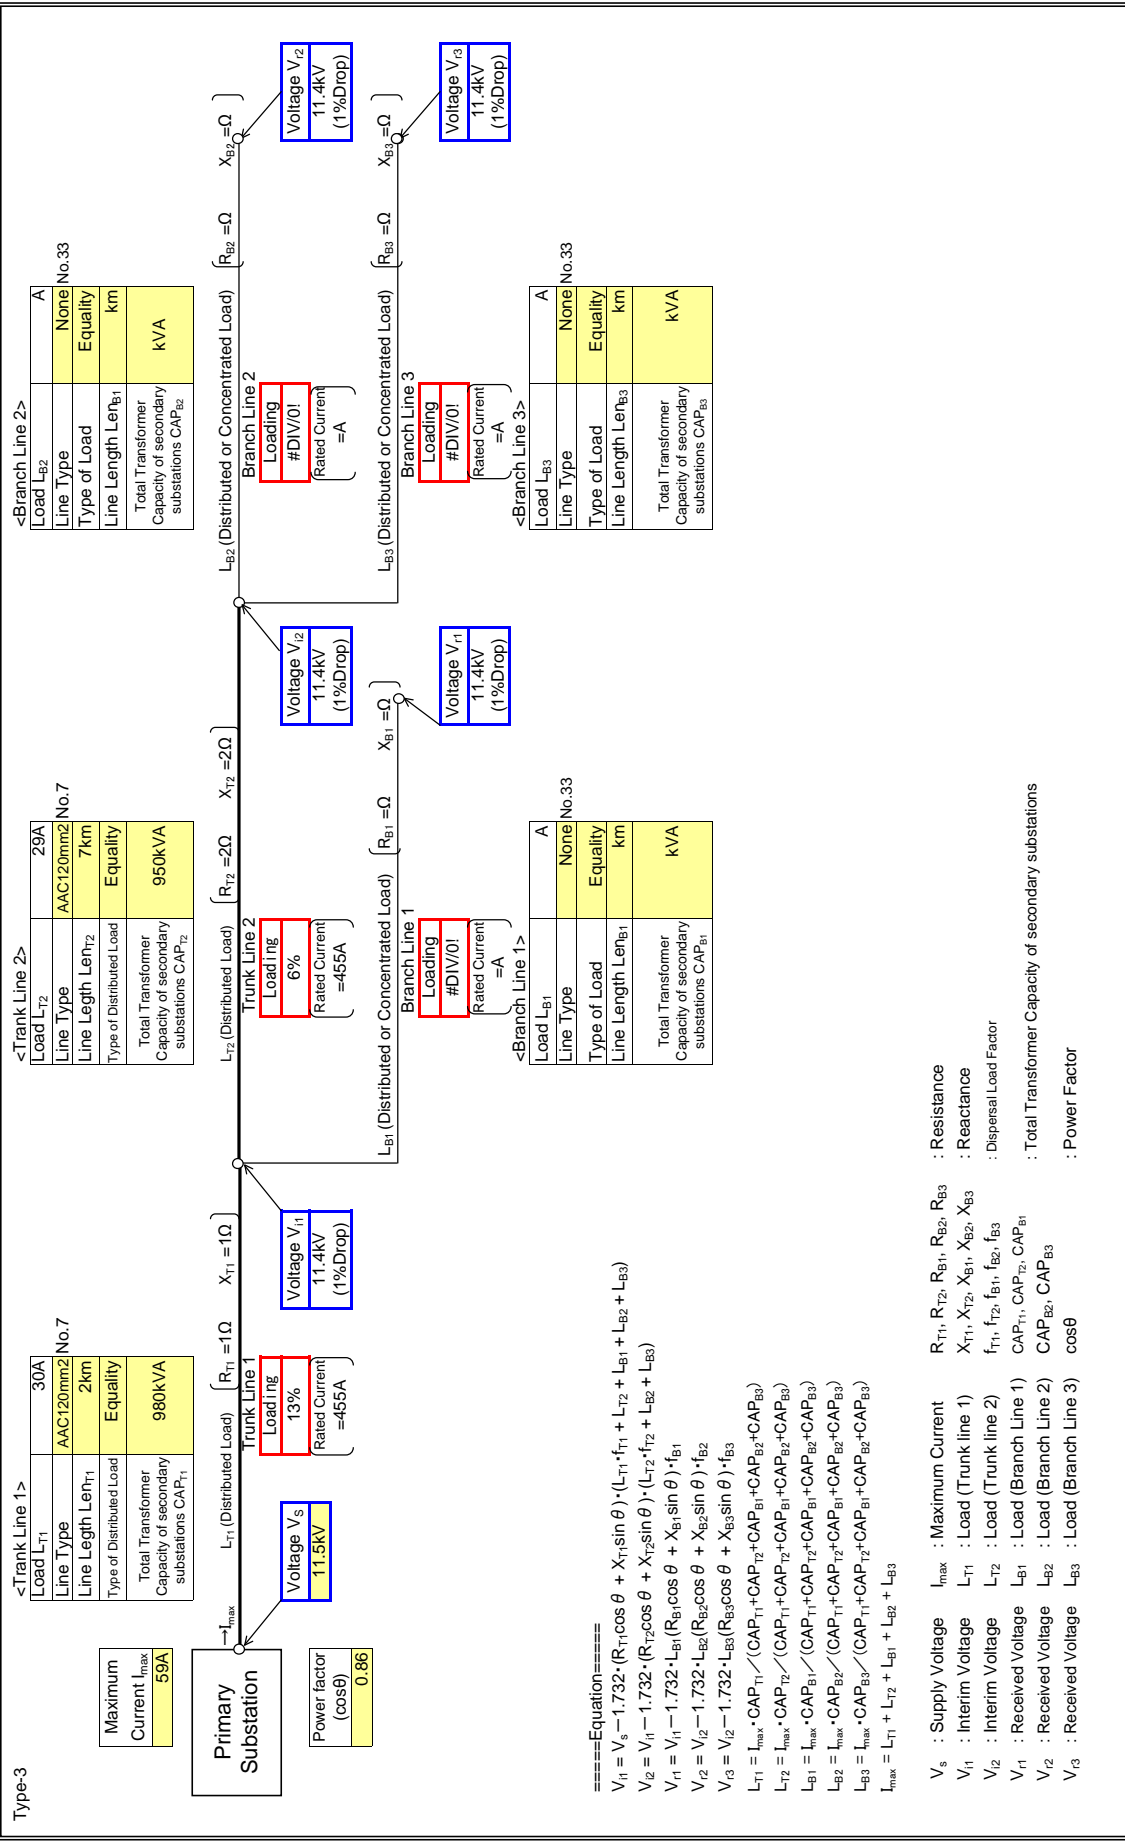 Type-3
Maximum
Current Imax
59A
Primary
Substation
Power factor
(cosθ)
0.86
→Imax
Voltage VS
11.5kV
<Trank Line 1>
Load LT1 30A
Line Type AAC120mm2 No.7
Line Legth LenT1 2km
Type of Distributed Load Equality
Total Transformer
Capacity of secondary
substations CAPT1
980kVA
LT1 (Distributed Load)
RT1 =1Ω XT1 =1Ω
Trunk Line 1
Loading
13%
Rated Current
=455A
Voltage Vi1
11.4kV
(1%Drop)
<Trank Line 2>
Load LT2 29A
Line Type AAC120mm2 No.7
Line Legth LenT2 7km
Type of Distributed Load Equality
Total Transformer
Capacity of secondary
substations CAPT2
950kVA
LT2 (Distributed Load)
RT2 =2Ω XT2 =2Ω
Trunk Line 2
Loading
6%
Rated Current
=455A
Voltage Vi2
11.4kV
(1%Drop)
LB1 (Distributed or Concentrated Load)
RB1 =Ω XB1 =Ω
Branch Line 1
Loading
#DIV/0!
Rated Current
=A
Voltage Vr1
11.4kV
(1%Drop)
<Branch Line 1>
Load LB1 A
Line Type None No.33
Type of Load Equality
Line Length LenB1 km
Total Transformer
Capacity of secondary
substations CAPB1
kVA
<Branch Line 2>
Load LB2 A
Line Type None No.33
Type of Load Equality
Line Length LenB1 km
Total Transformer
Capacity of secondary
substations CAPB2
kVA
LB2 (Distributed or Concentrated Load)
RB2 =Ω XB2 =Ω
Branch Line 2
Loading
#DIV/0!
Rated Current
=A
Voltage Vr2
11.4kV
(1%Drop)
LB3 (Distributed or Concentrated Load)
RB3 =Ω XB3 =Ω
Branch Line 3
Loading
#DIV/0!
Rated Current
=A
Voltage Vr3
11.4kV
(1%Drop)
<Branch Line 3>
Load LB3 A
Line Type None No.33
Type of Load Equality
Line Length LenB3 km
Total Transformer
Capacity of secondary
substations CAPB3
kVA
=====Equation=====
Vi1 = Vs－1.732・(RT1cosθ + XT1sinθ)・(LT1・fT1 + LT2 + LB1 + LB2 + LB3)
Vi2 = Vi1－1.732・(RT2cosθ + XT2sinθ)・(LT2・fT2 + LB2 + LB3)
Vr1 = Vi1－1.732・LB1(RB1cosθ + XB1sinθ)・fB1
Vr2 = Vi2－1.732・LB2(RB2cosθ + XB2sinθ)・fB2
Vr3 = Vi2－1.732・LB3(RB3cosθ + XB3sinθ)・fB3
LT1 = Imax・CAPT1／(CAPT1+CAPT2+CAPB1+CAPB2+CAPB3)
LT2 = Imax・CAPT2／(CAPT1+CAPT2+CAPB1+CAPB2+CAPB3)
LB1 = Imax・CAPB1／(CAPT1+CAPT2+CAPB1+CAPB2+CAPB3)
LB2 = Imax・CAPB2／(CAPT1+CAPT2+CAPB1+CAPB2+CAPB3)
LB3 = Imax・CAPB3／(CAPT1+CAPT2+CAPB1+CAPB2+CAPB3)
Imax = LT1 + LT2 + LB1 + LB2 + LB3
Vs : Supply Voltage Imax : Maximum Current RT1, RT2, RB1, RB2, RB3 : Resistance
Vi1 : Interim Voltage LT1 : Load (Trunk line 1) XT1, XT2, XB1, XB2, XB3 : Reactance
Vi2 : Interim Voltage LT2 : Load (Trunk line 2) fT1, fT2, fB1, fB2, fB3 : Dispersal Load Factor
Vr1 : Received Voltage LB1 : Load (Branch Line 1) CAPT1, CAPT2, CAPB1 : Total Transformer Capacity of secondary substations
Vr2 : Received Voltage LB2 : Load (Branch Line 2) CAPB2, CAPB3
Vr3 : Received Voltage LB3 : Load (Branch Line 3) cosθ : Power Factor